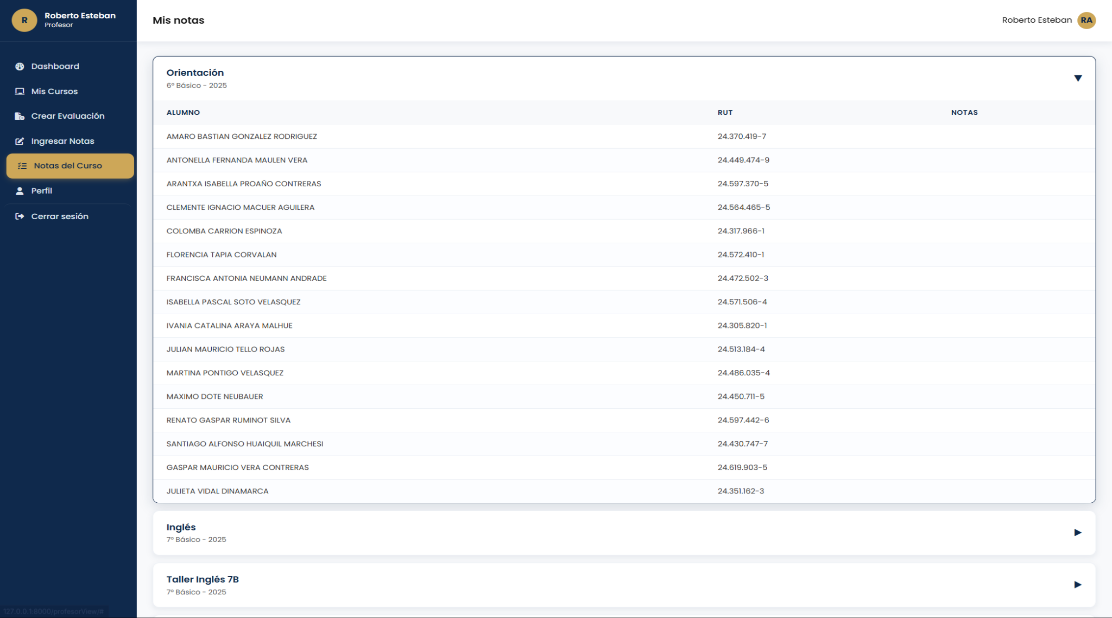 R
Roberto Esteban
Profesor
Dashboard
Mis Cursos
Crear Evaluación
Ingresar Notas
Notas del Curso
Perfil
Cerrar sesión
Mis notas
Roberto Esteban RA
Orientación
6° Básico - 2025
ALUMNO RUT NOTAS
AMARO BASTIAN GONZALEZ RODRIGUEZ 24.370.419-7
ANTONELLA FERNANDA MAULEN VERA 24.449.474-9
ARANTXA ISABELLA PROAÑO CONTRERAS 24.597.370-5
CLEMENTE IGNACIO MACUER AGUILERA 24.564.465-5
COLOMBA CARRION ESPINOZA 24.317.966-1
FLORENCIA TAPIA CORVALAN 24.572.410-1
FRANCISCA ANTONIA NEUMANN ANDRADE 24.472.502-3
ISABELLA PASCAL SOTO VELASQUEZ 24.571.506-4
IVANIA CATALINA ARAYA MALHUE 24.305.820-1
JULIAN MAURICIO TELLO ROJAS 24.513.184-4
MARTINA PONTIGO VELASQUEZ 24.486.035-4
MAXIMO DOTE NEUBAUER 24.450.711-5
RENATO GASPAR RUMINOT SILVA 24.597.442-6
SANTIAGO ALFONSO HUAIQUIL MARCHESI 24.430.747-7
GASPAR MAURICIO VERA CONTRERAS 24.619.903-5
JULIETA VIDAL DINAMARCA 24.351.162-3
Inglés
7° Básico - 2025
Taller Inglés 7B
7° Básico - 2025